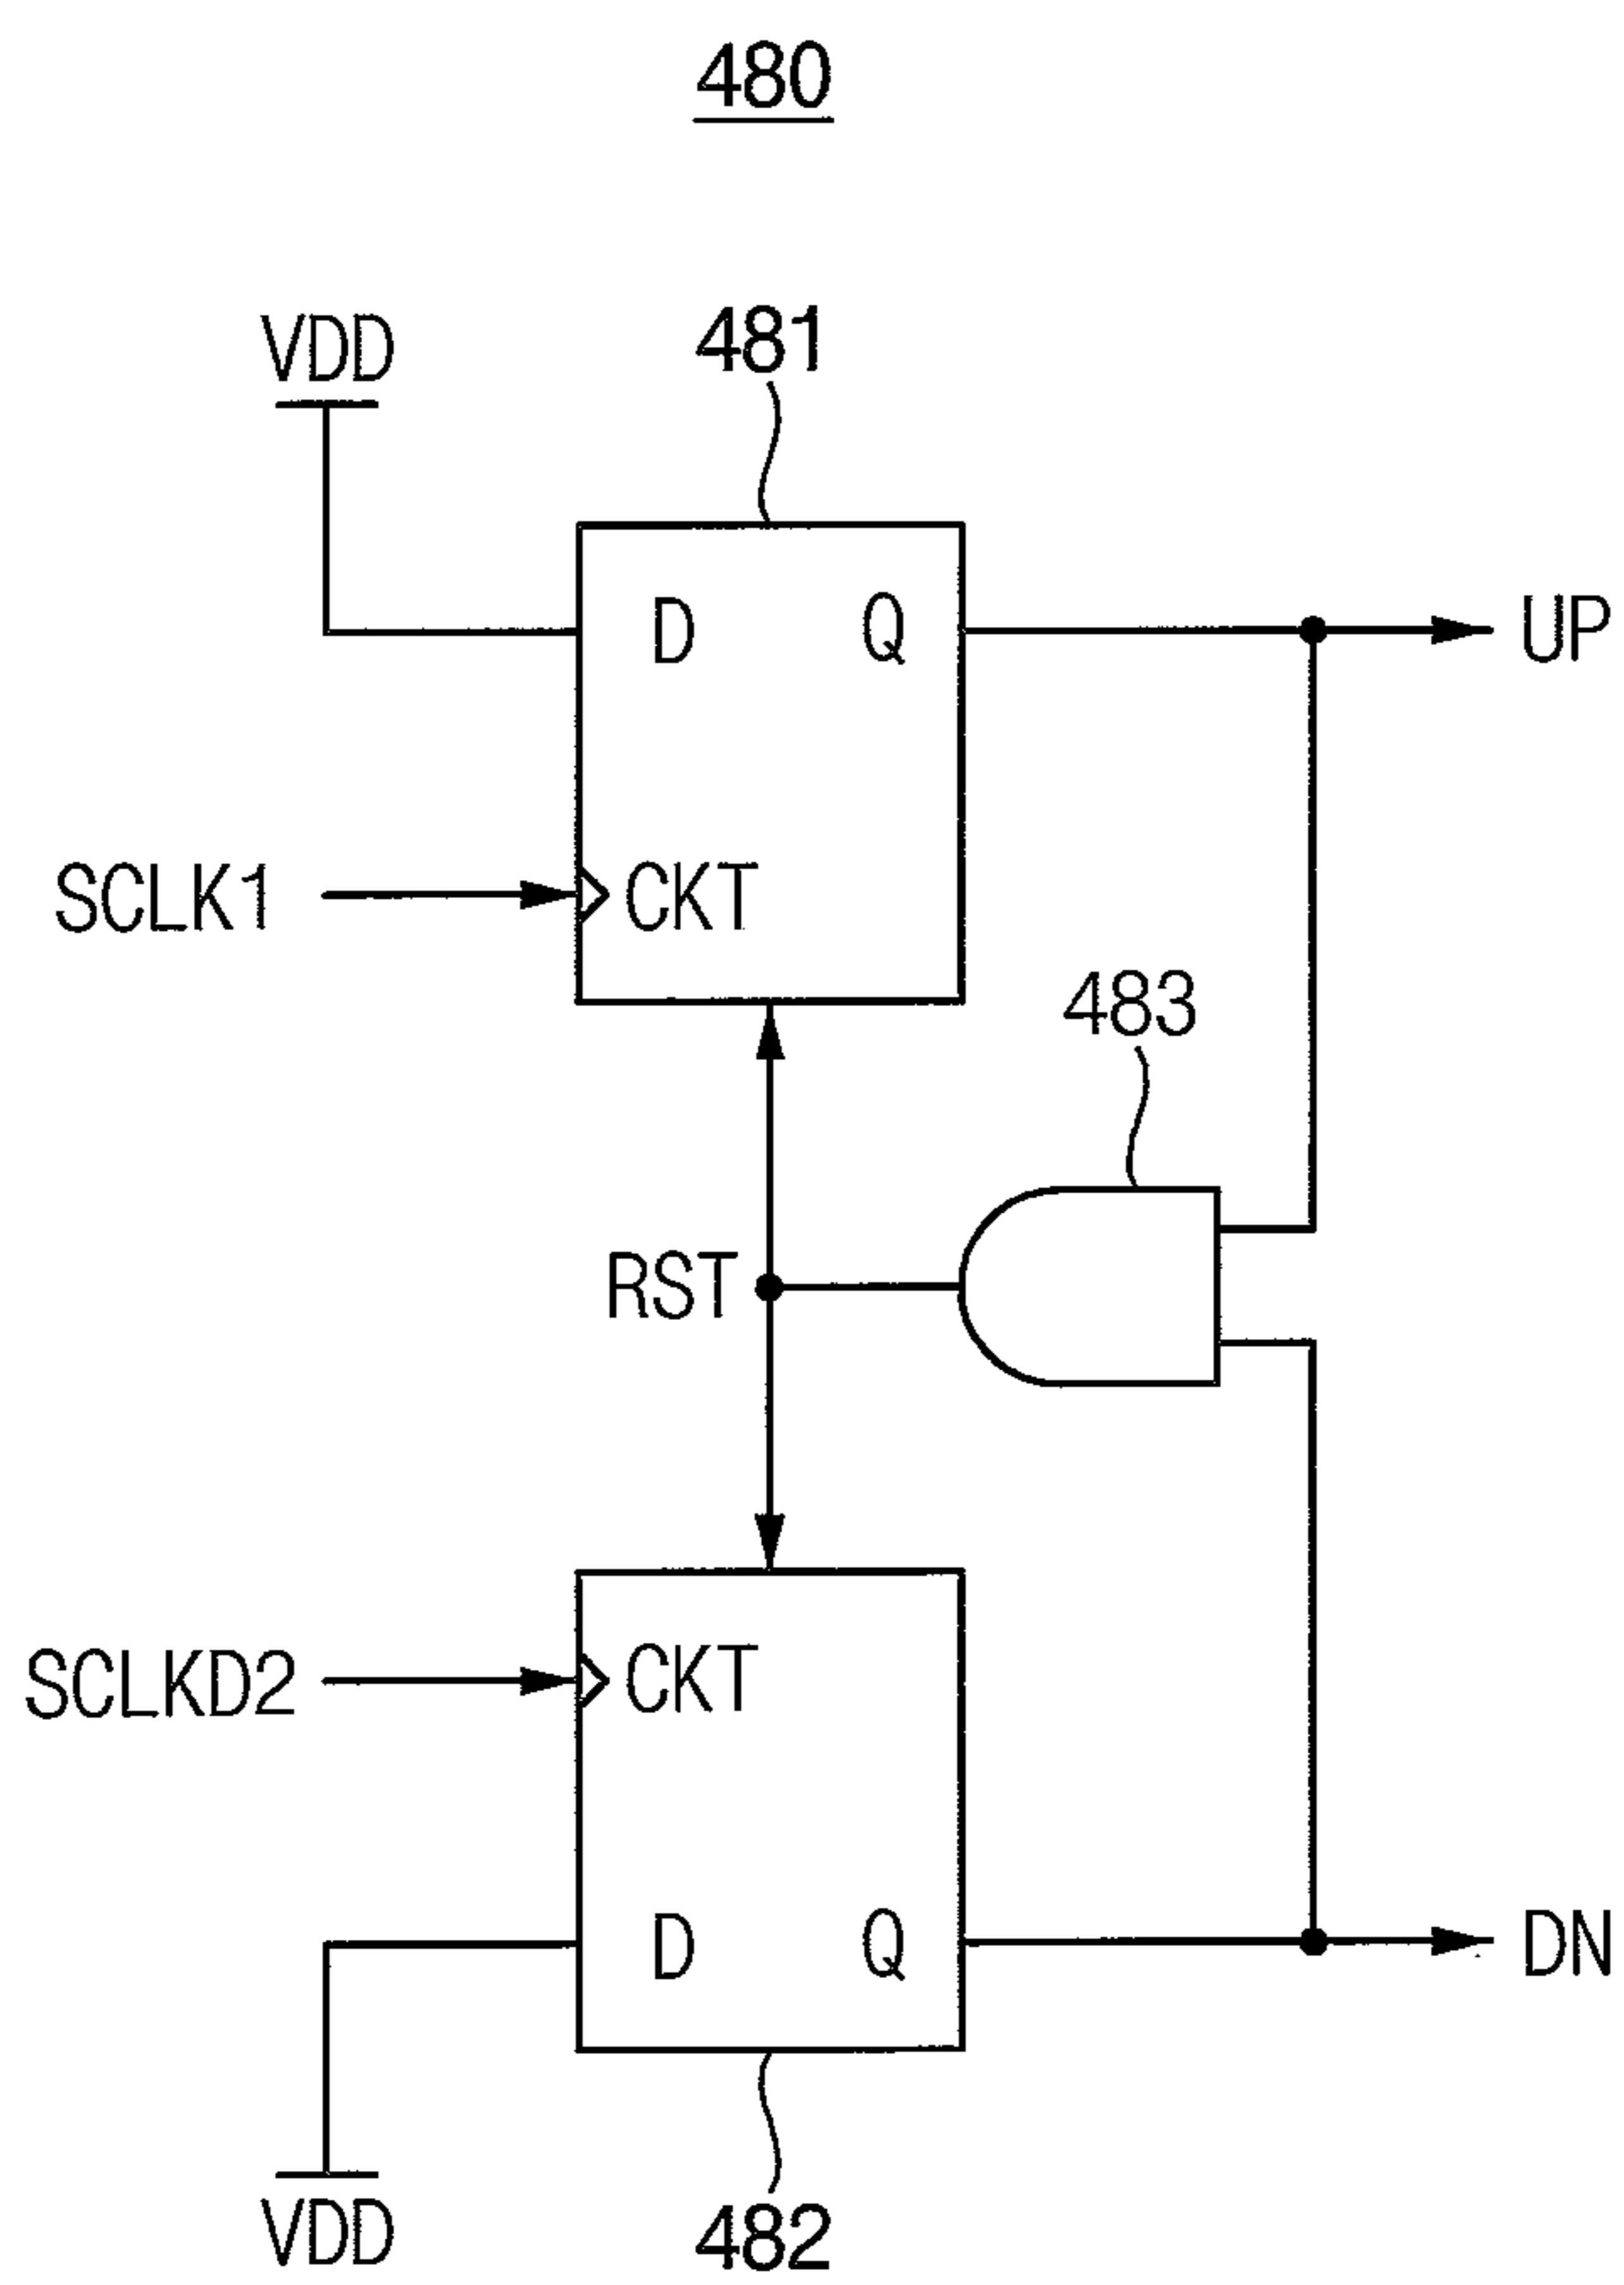 480
VDD
481
D Q
UP
SCLK1
CKT
483
RST
SCLKD2
CKT
D Q
DN
VDD
482